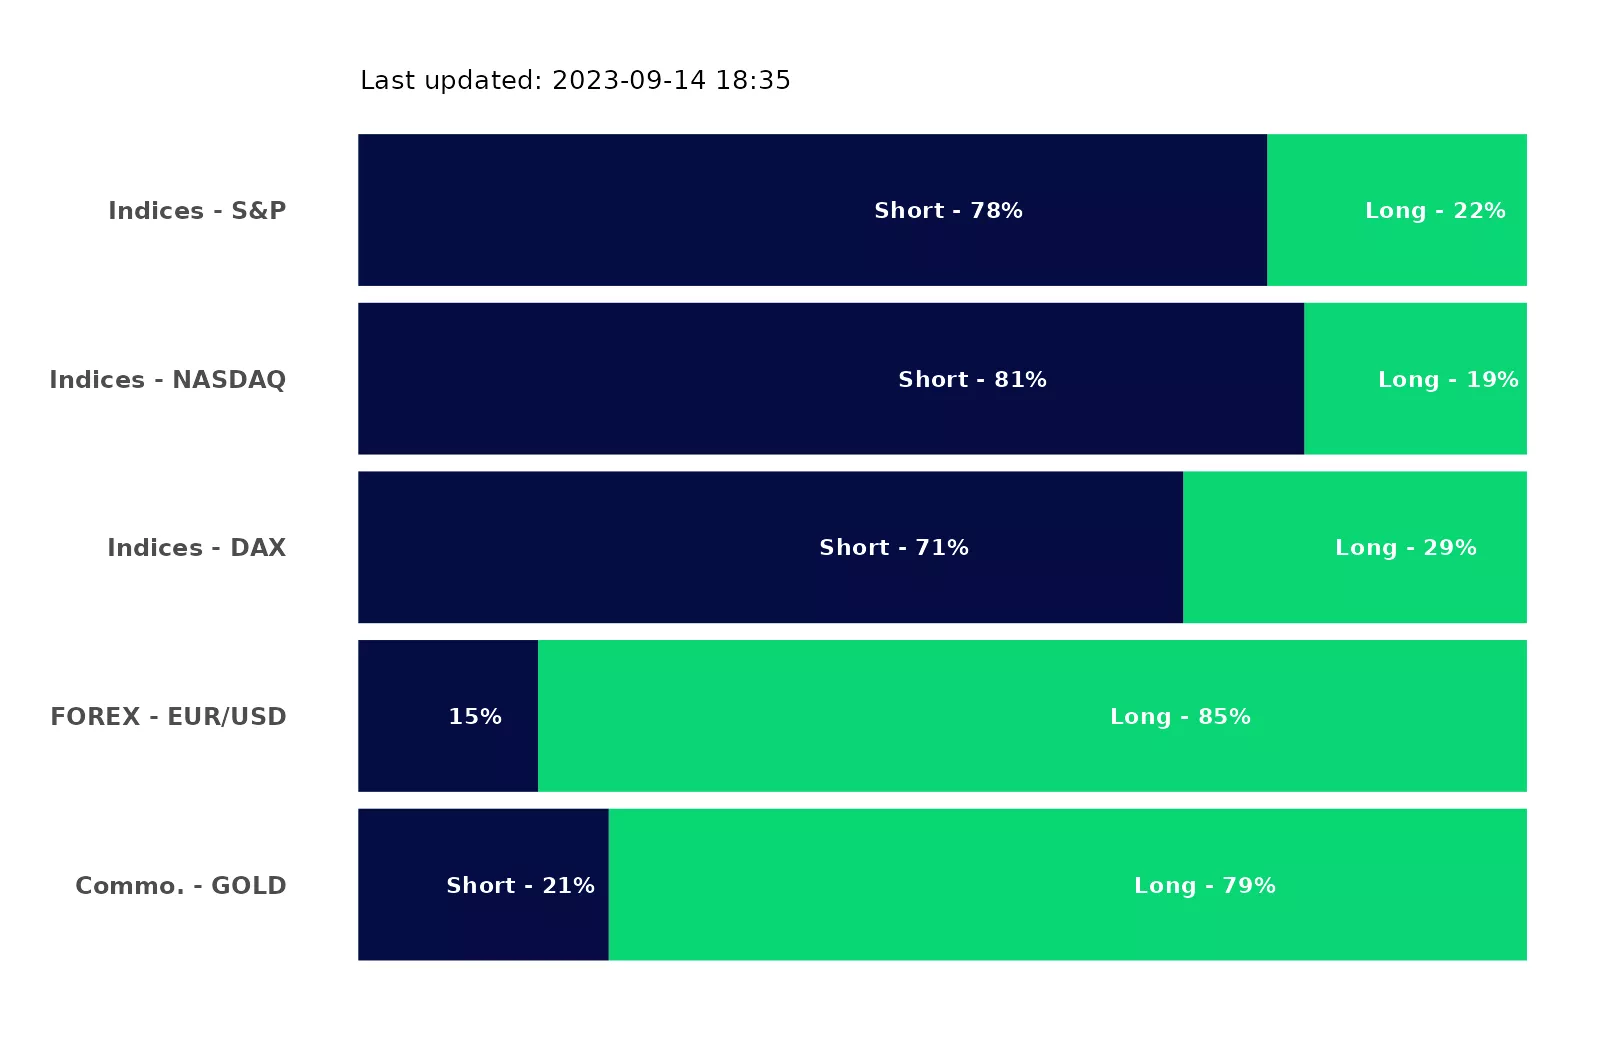 Last updated: 2023-09-14 18:35
Indices - S&P Short - 78% Long - 22%
Indices - NASDAQ Short - 81% Long - 19%
Indices - DAX Short - 71% Long - 29%
FOREX - EUR/USD 15% Long - 85%
Commo. - GOLD Short - 21% Long - 79%